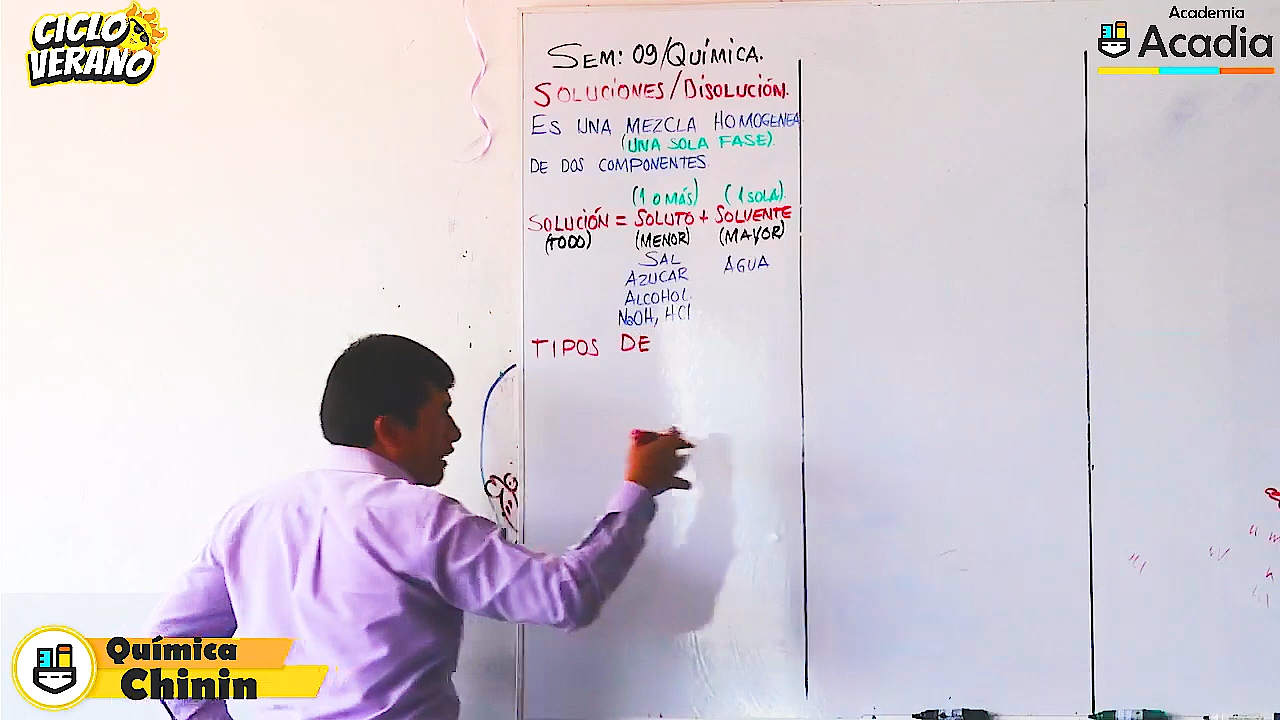 CICLO
VERANO
Academia
Acadia
SEM: 09/QUÍMICA.
SOLUCIONES/DISOLUCIÓN.
ES UNA MEZCLA HOMOGENEA
(UNA SOLA FASE).
DE DOS COMPONENTES.
(1 o MÁS) (1 SOLA).
SOLUCIÓN = SOLUTO + SOLVENTE
(TODO) (MENOR) (MAYOR)
SAL AGUA
AZUCAR
ALCOHOL.
NaOH, HCl
TIPOS DE
Química
Chinin